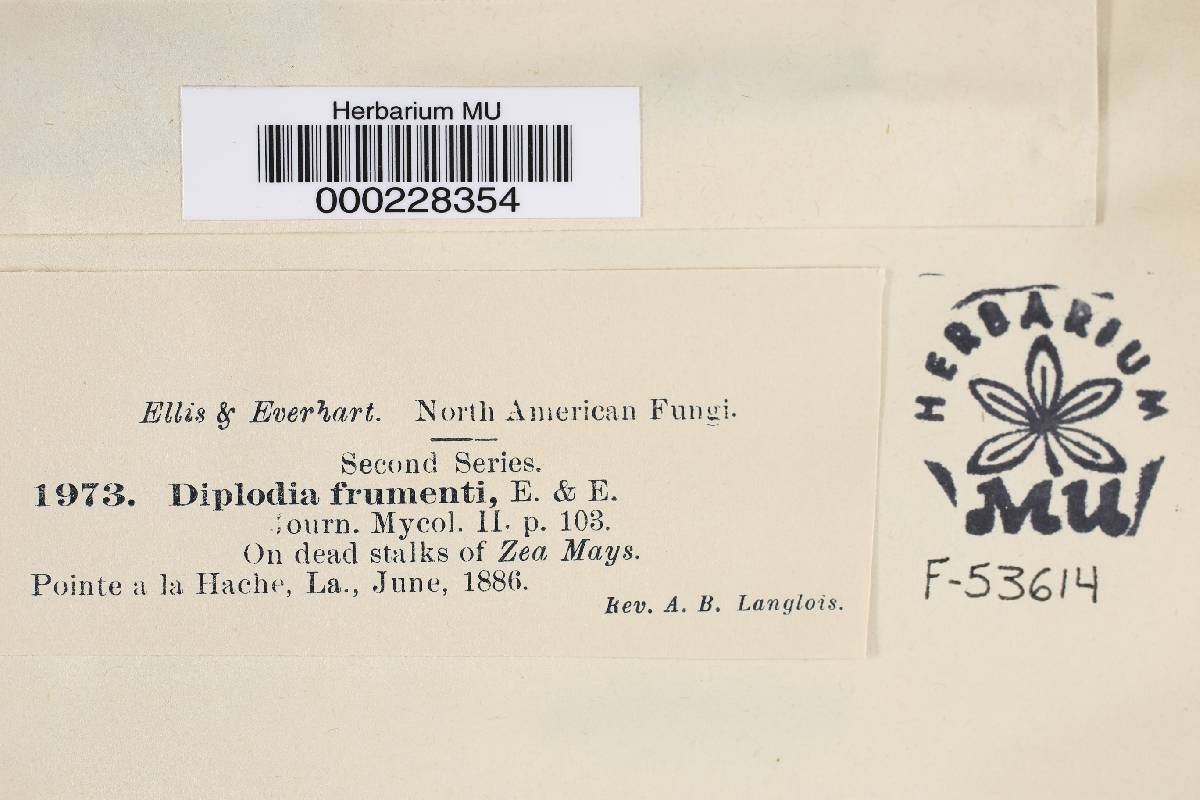 Herbarium MU
000228354
Ellis & Everhart. North American Fungi.
Second Series.
1973. Diplodia frumenti, E. & E.
Journ. Mycol. II. p. 103.
On dead stalks of Zea Mays.
Pointe a la Hache, La., June, 1886.
Rev. A. B. Langlois.
HERBARIUM
MU
F-53614